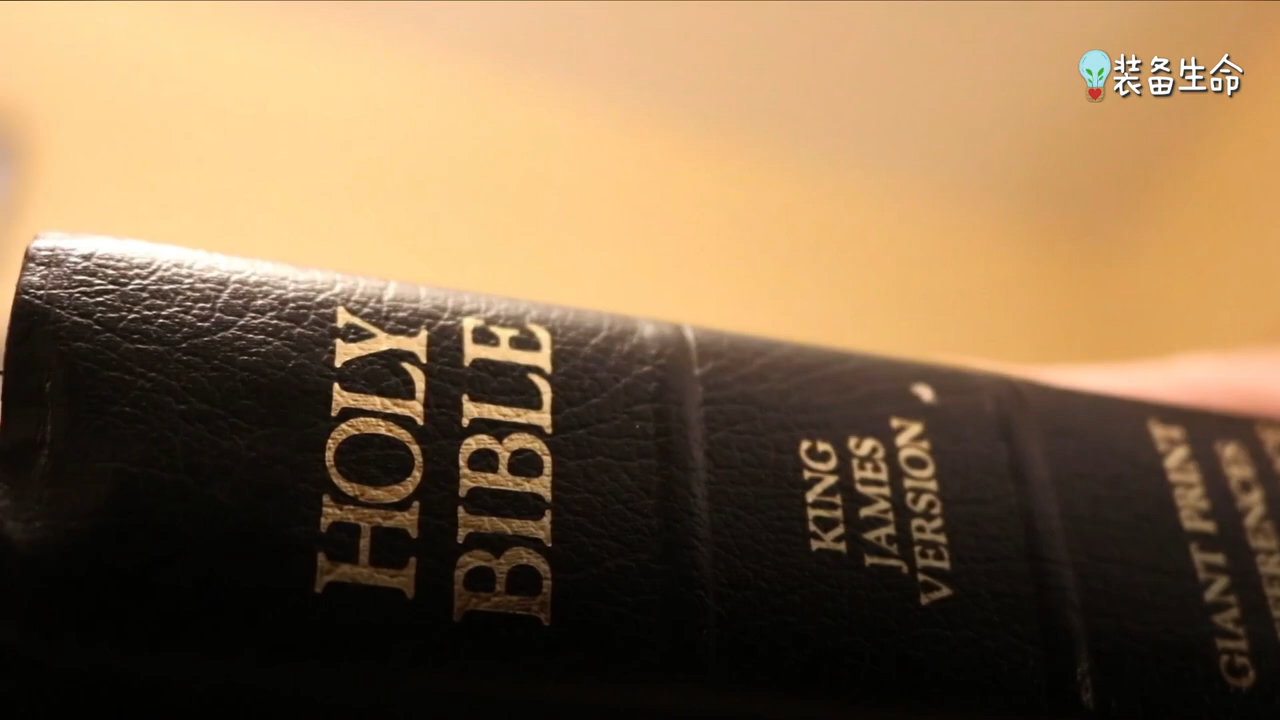 装备生命
HOLY
BIBLE
KING
JAMES
VERSION
GIANT PRINT